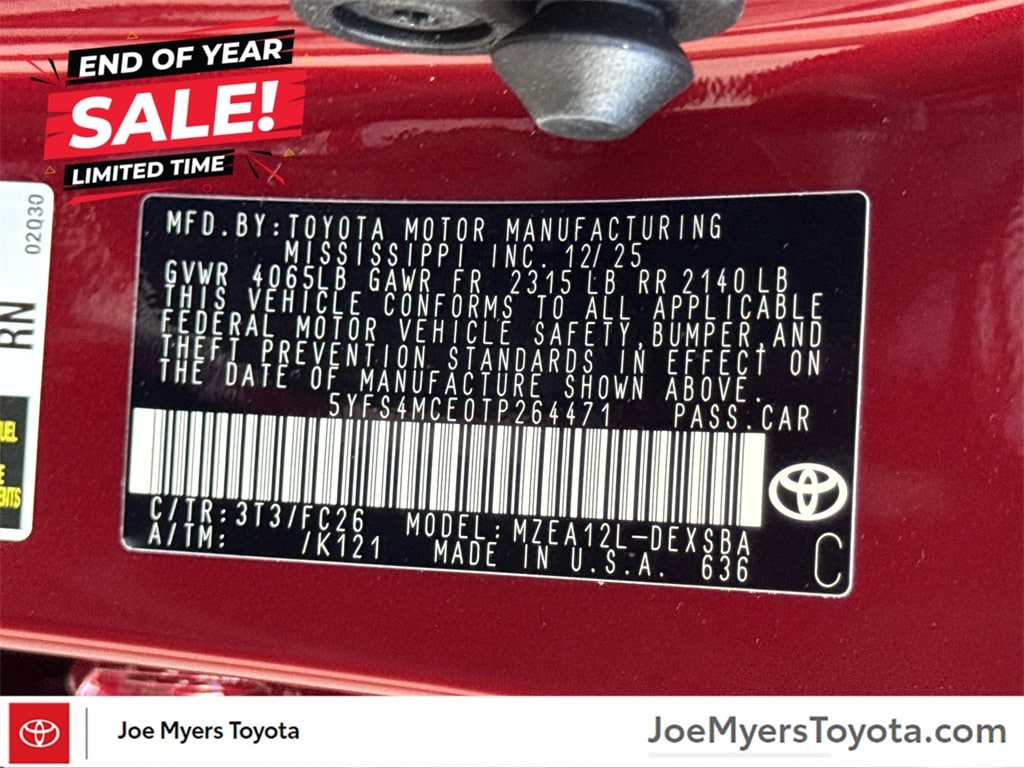 END OF YEAR
SALE!
LIMITED TIME
02Q30
RN
MFD. BY: TOYOTA MOTOR MANUFACTURING
MISSISSIPPI INC. 12/25
GVWR 4065LB GAWR FR 2315 LB RR 2140 LB
THIS VEHICLE CONFORMS TO ALL APPLICABLE
FEDERAL MOTOR VEHICLE SAFETY, BUMPER, AND
THEFT PREVENTION STANDARDS IN EFFECT ON
THE DATE OF MANUFACTURE SHOWN ABOVE.
5YFS4MCE0TP264471 PASS. CAR
C/TR: 3T3/FC26 MODEL: MZEA12L-DEXSBA
A/TM: /K121 MADE IN U.S.A. 636
C
Joe Myers Toyota
JoeMyersToyota.com